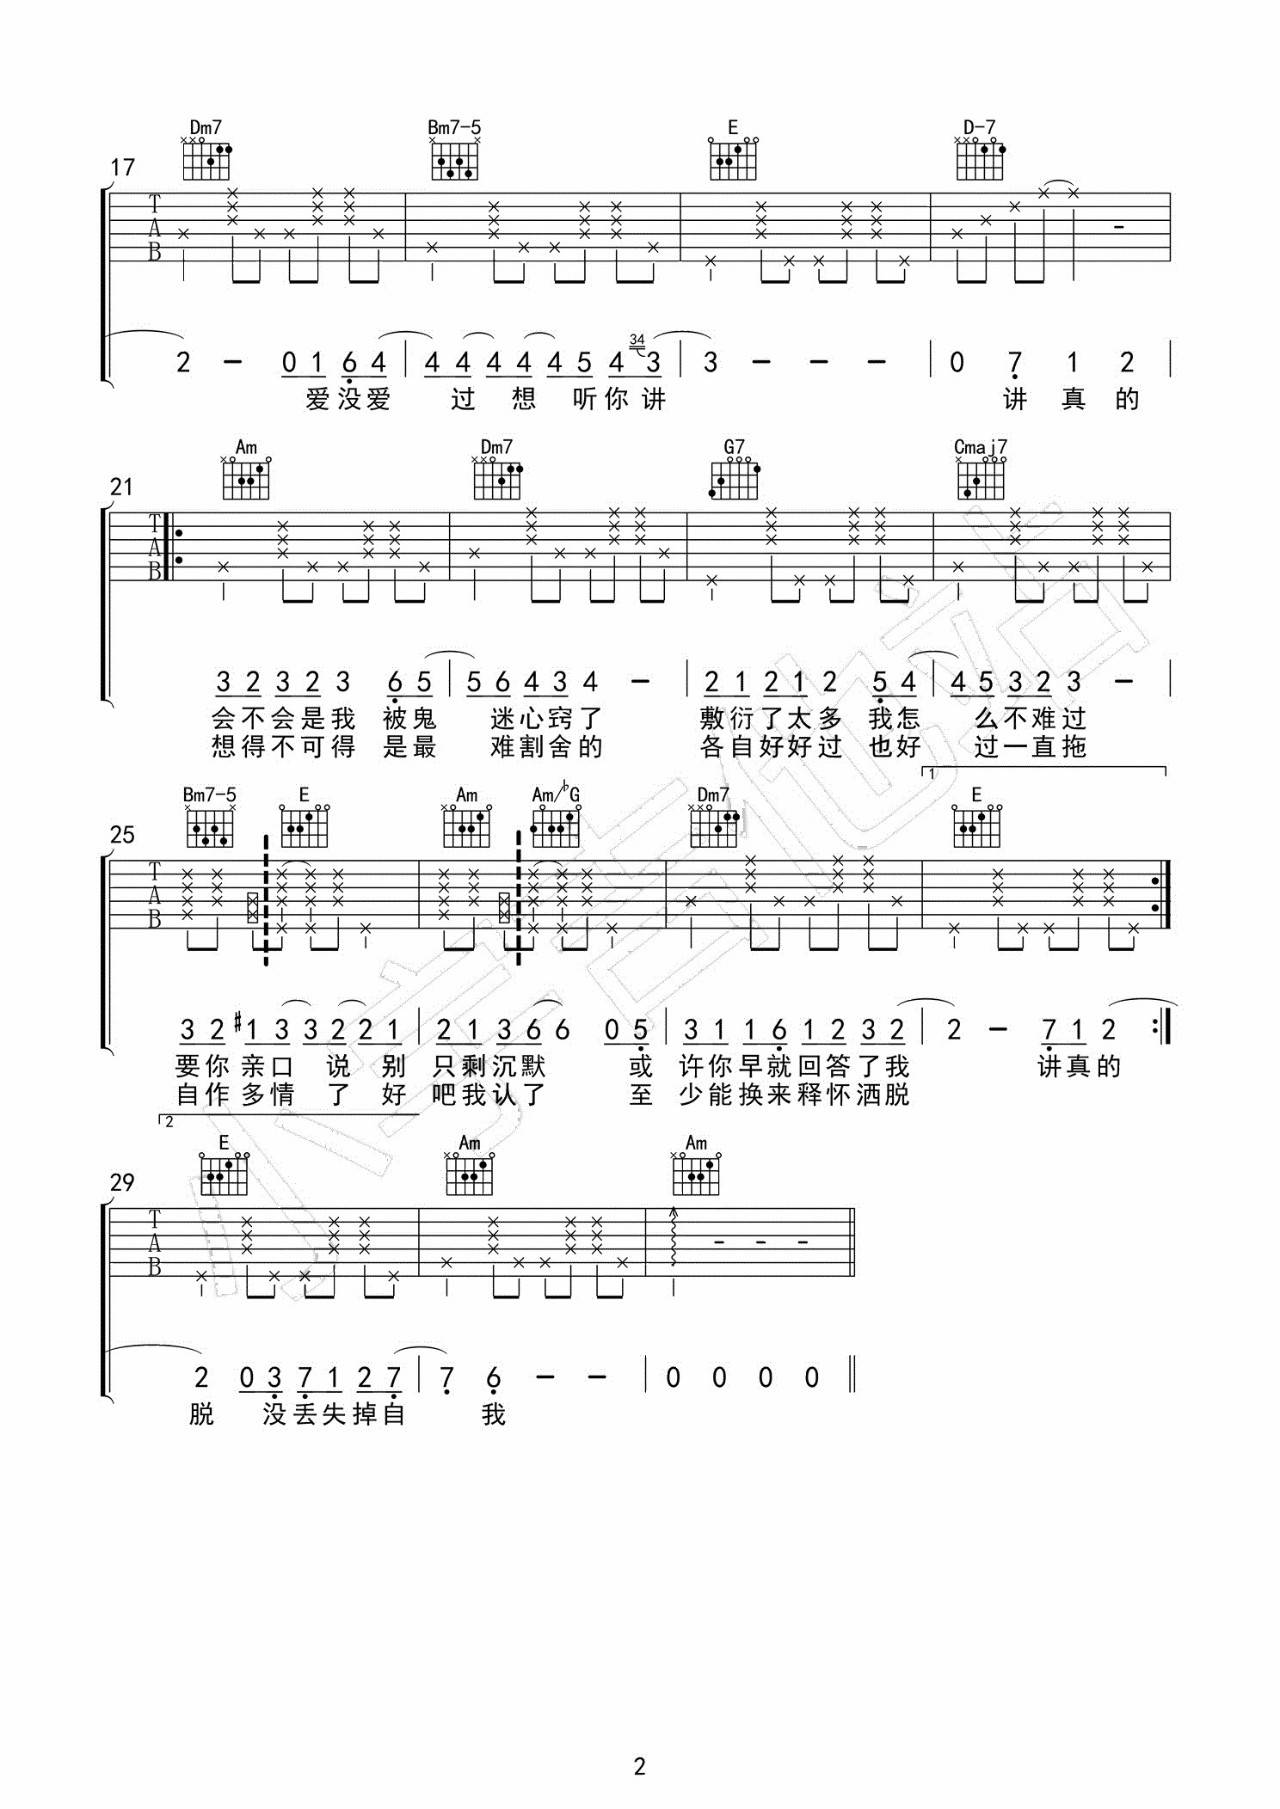 Dm7 Bm7-5 E D-7
17
T A B
2 - 0 1 6 4 | 4 4 4 4 4 5 4 34 3 | 3 - - - | 0 7 1 2 |
爱没爱 过 想 听你讲 讲 真 的
Am Dm7 G7 Cmaj7
21
T A B
3 2 3 2 3 6 5 | 5 6 4 3 4 - | 2 1 2 1 2 5 4 | 4 5 3 2 3 - |
会不会是我 被鬼 迷心窍了 敷衍了太多 我怎 么不难过
想得不可得 是最 难割舍的 各自好好过 也好 过一直拖
1
Bm7-5 E Am Am/♭G Dm7 E
25
T A B
3 2 #1 3 3 2 2 1 | 2 1 3 6 6 0 5 | 3 1 1 6 1 2 3 2 | 2 - 7 1 2 :||
要你亲口 说 别 只剩沉默 或 许你早就回答了我 讲真的
自作多情 了 好 吧我认了 至 少能换来释怀洒脱
2
E Am Am
29
T A B
2 0 3 7 1 2 7 | 7 6 - - | 0 0 0 0 ||
脱 没丢失掉自 我
小宇吉他站
2